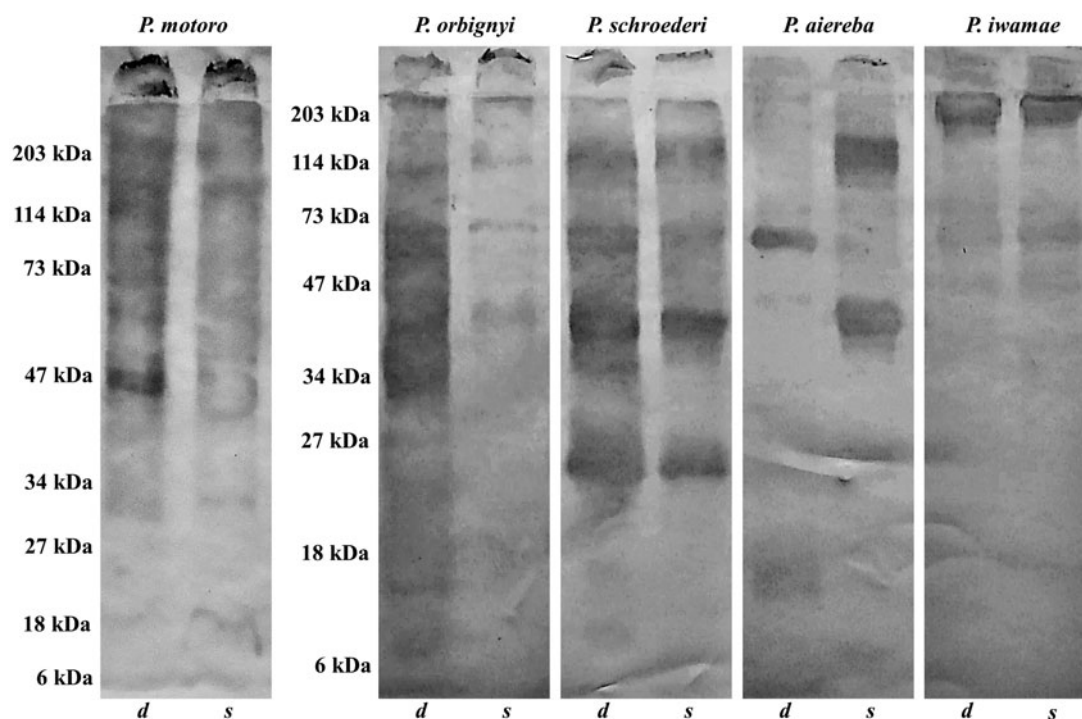 P. motoro
P. orbignyi
P. schroederi
P. aiereba
P. iwamae
203 kDa
114 kDa
73 kDa
47 kDa
34 kDa
27 kDa
18 kDa
6 kDa
203 kDa
114 kDa
73 kDa
47 kDa
34 kDa
27 kDa
18 kDa
6 kDa
d s
d s
d s
d s
d s